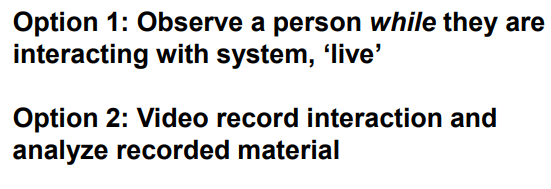 Option 1: Observe a person while they are
interacting with system, ‘live’
Option 2: Video record interaction and
analyze recorded material